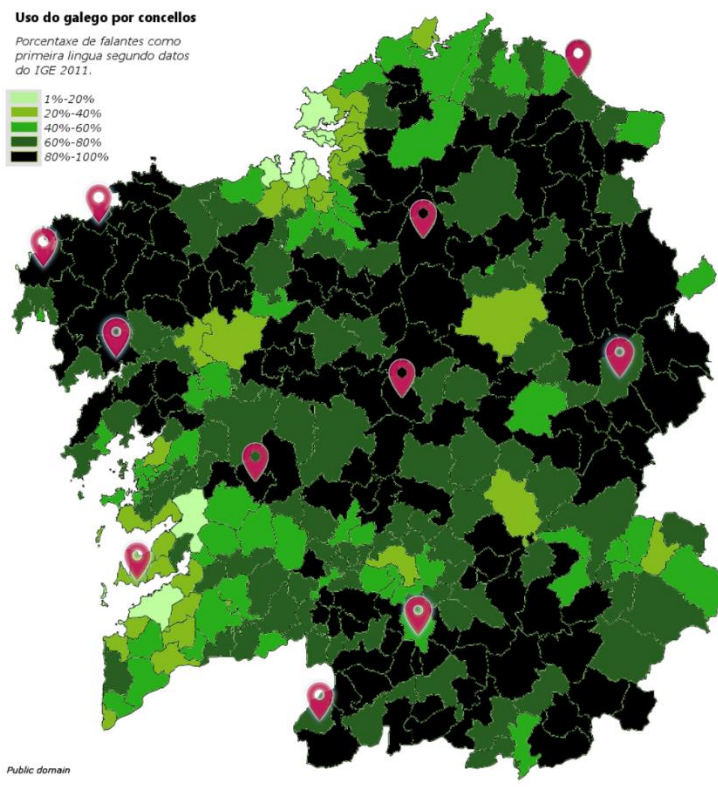 Uso do galego por concellos
Porcentaxe de falantes como
primeira lingua segundo datos
do IGE 2011.
1%-20%
20%-40%
40%-60%
60%-80%
80%-100%
Public domain